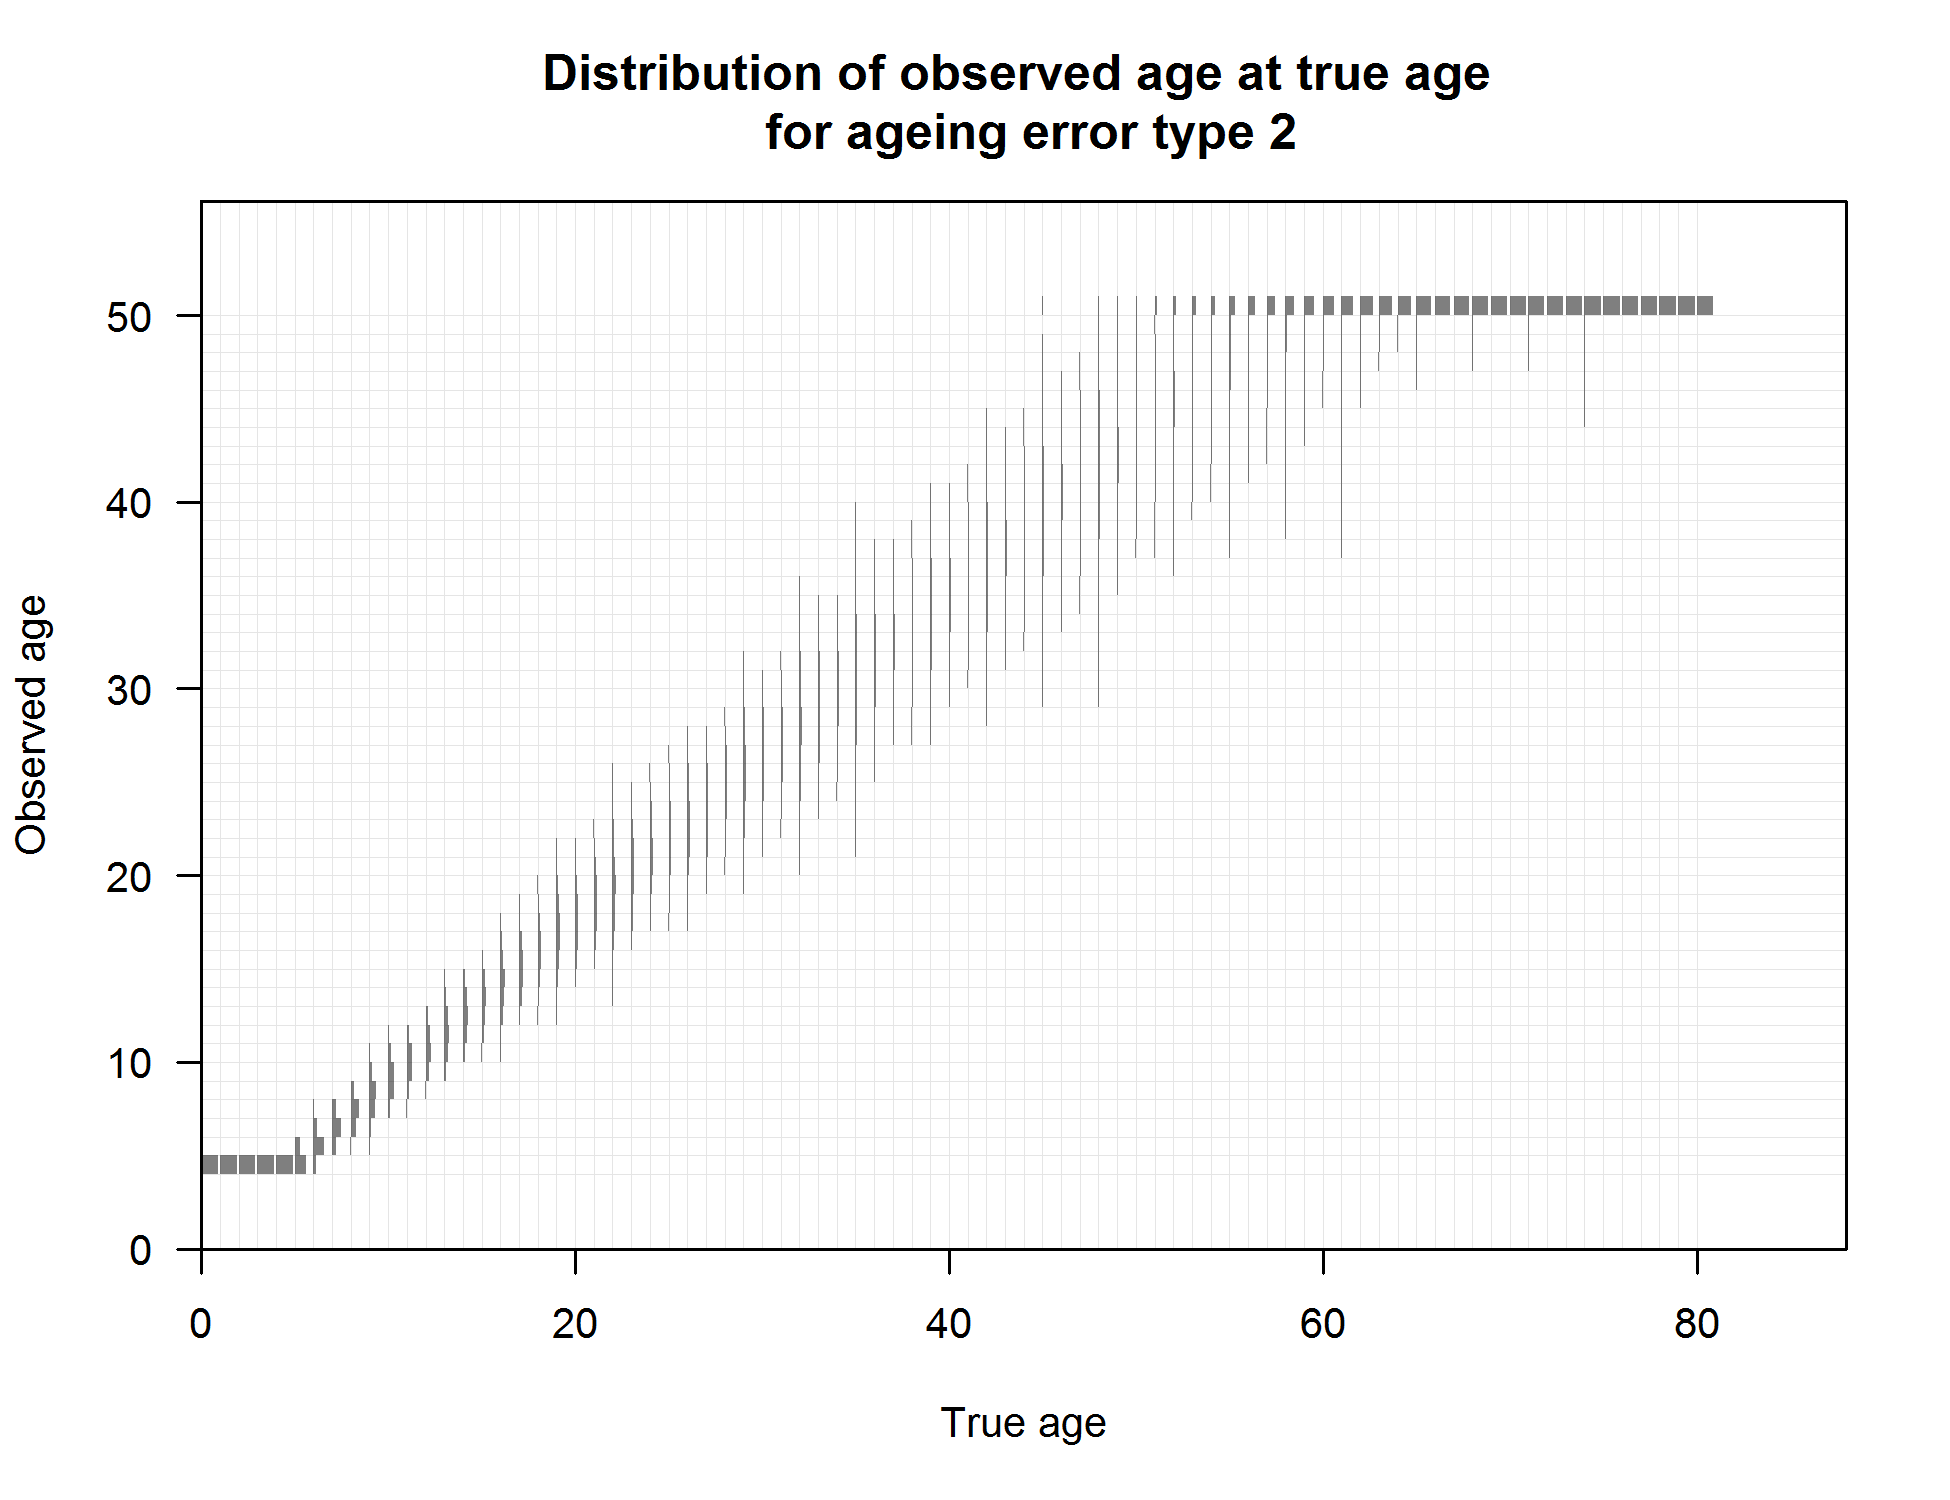 Distribution of observed age at true age
for ageing error type 2
50
40
30
20
10
0
Observed age
0 20 40 60 80
True age